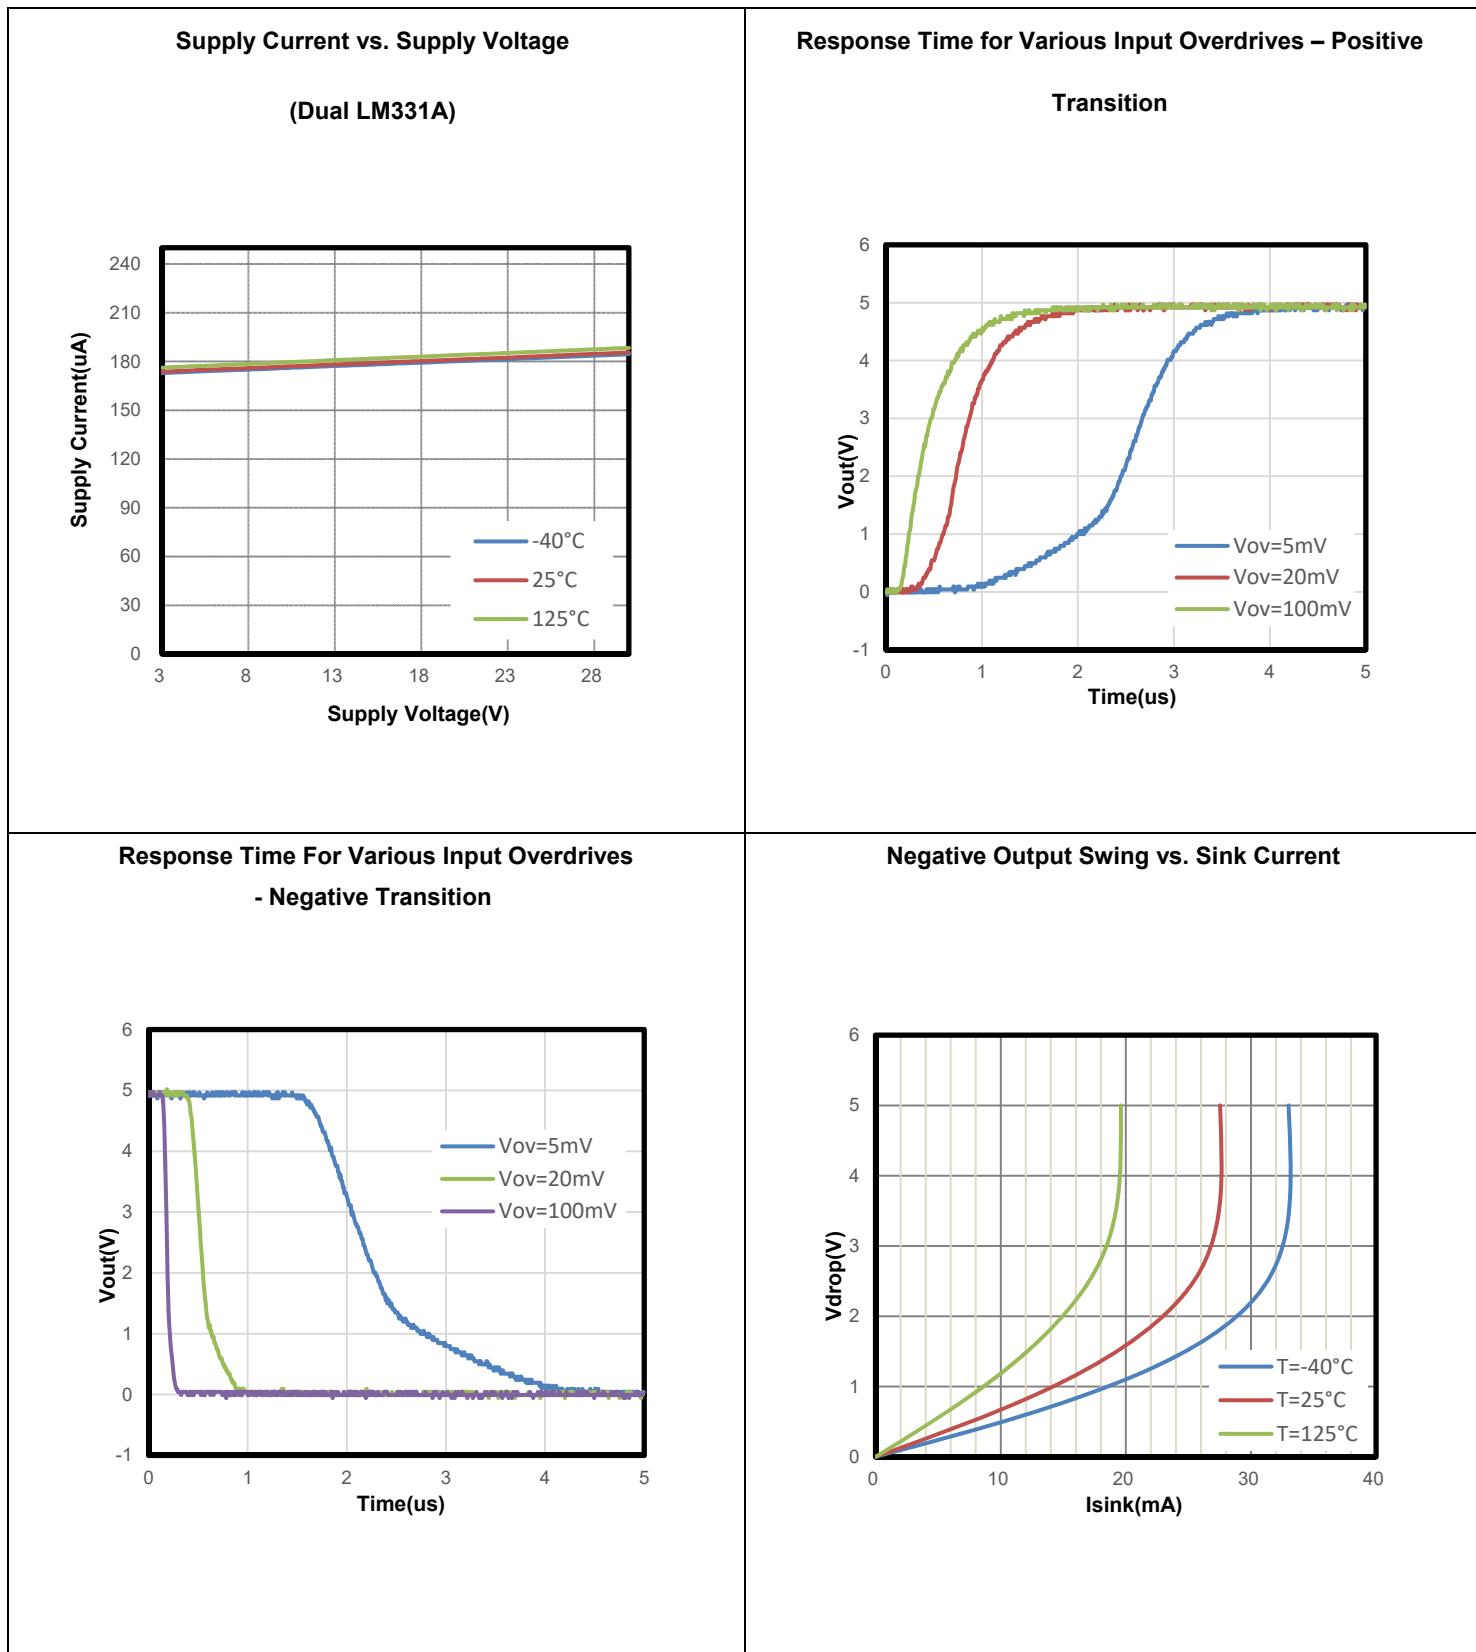 Supply Current vs. Supply Voltage
(Dual LM331A)
240
210
180
150
120
90
60
30
0
Supply Current(uA)
-40°C
25°C
125°C
3 8 13 18 23 28
Supply Voltage(V)
Response Time for Various Input Overdrives – Positive
Transition
6
5
4
3
2
1
0
-1
Vout(V)
Vov=5mV
Vov=20mV
Vov=100mV
0 1 2 3 4 5
Time(us)
Response Time For Various Input Overdrives
- Negative Transition
6
5
4
3
2
1
0
-1
Vout(V)
Vov=5mV
Vov=20mV
Vov=100mV
0 1 2 3 4 5
Time(us)
Negative Output Swing vs. Sink Current
6
5
4
3
2
1
0
Vdrop(V)
T=-40°C
T=25°C
T=125°C
0 10 20 30 40
Isink(mA)